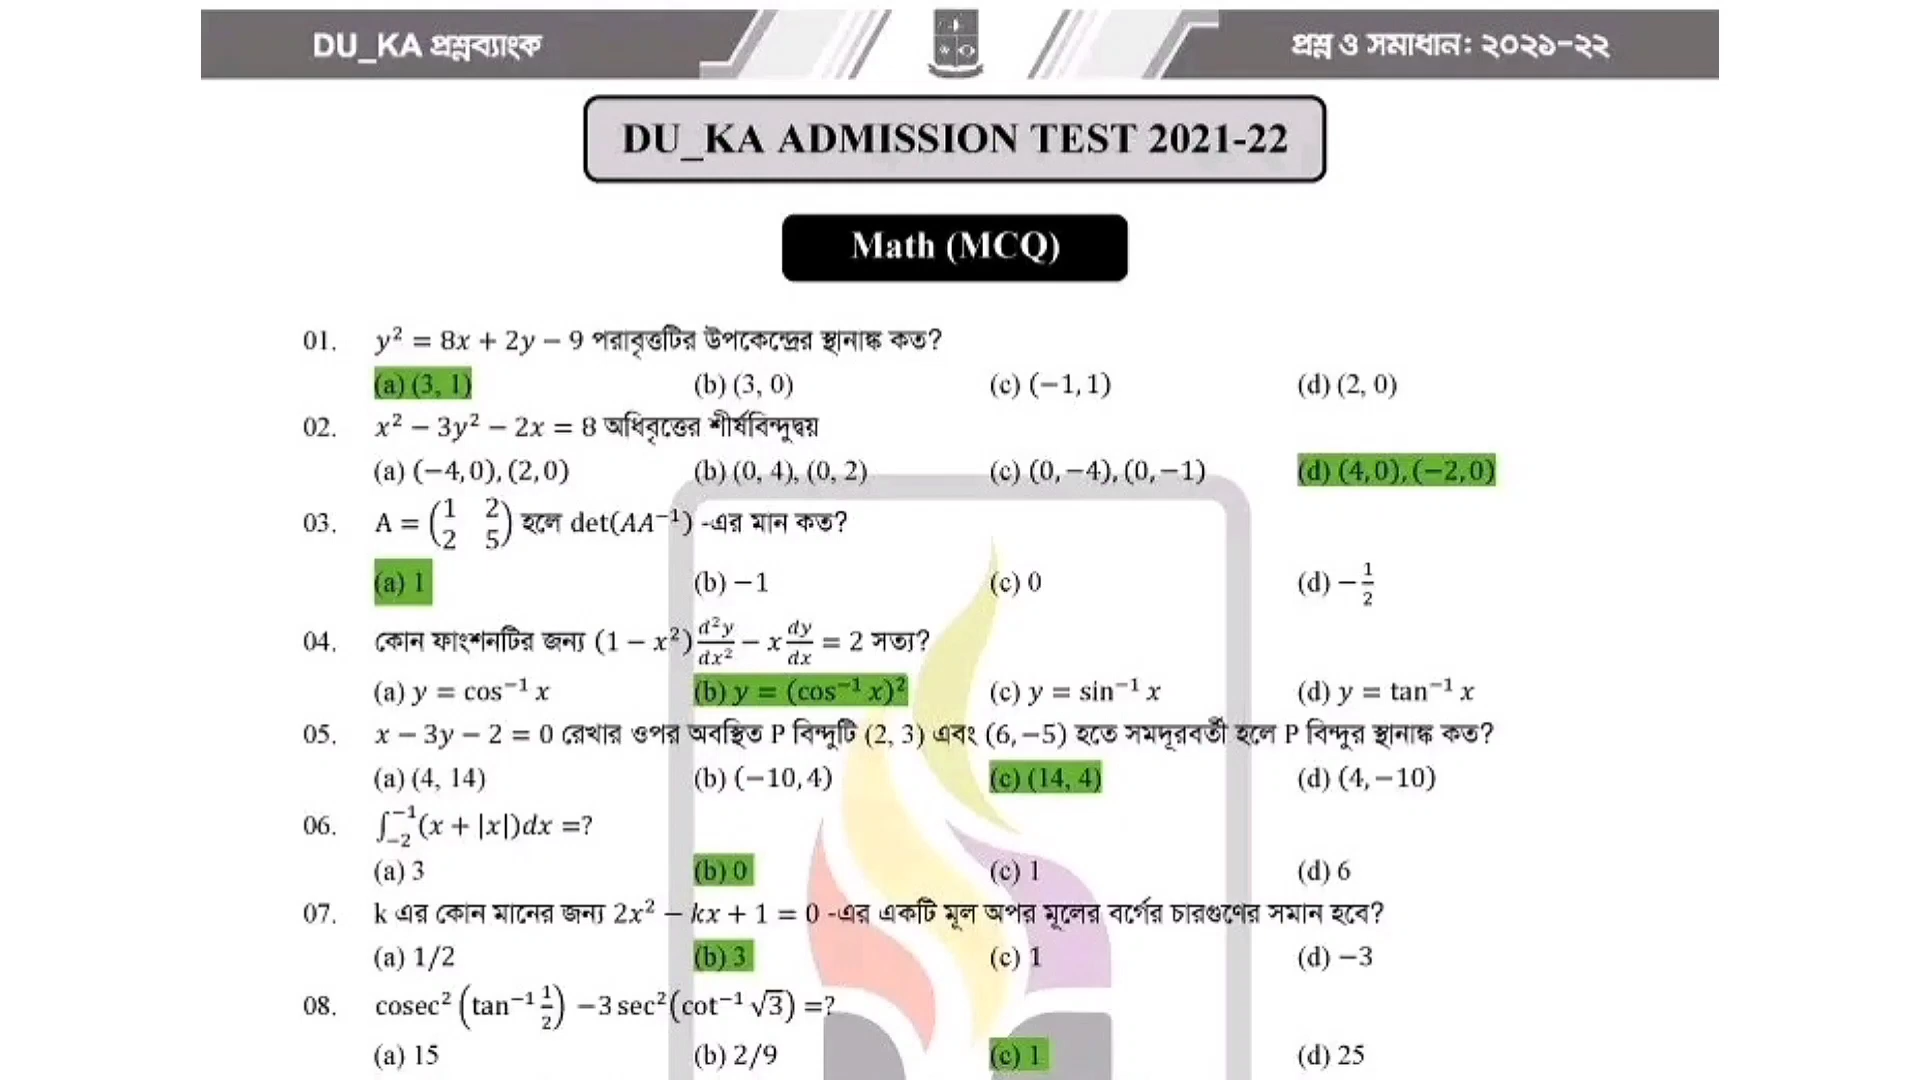 DU_KA প্রশ্নব্যাংক
প্রশ্ন ও সমাধান: ২০২১-২২
DU_KA ADMISSION TEST 2021-22
Math (MCQ)
01. y² = 8x + 2y − 9 পরাবৃত্তটির উপকেন্দ্রের স্থানাঙ্ক কত?
(a) (3, 1) (b) (3, 0) (c) (−1, 1) (d) (2, 0)
02. x² − 3y² − 2x = 8 অধিবৃত্তের শীর্ষবিন্দুদ্বয়
(a) (−4, 0), (2, 0) (b) (0, 4), (0, 2) (c) (0, −4), (0, −1) (d) (4, 0), (−2, 0)
03. A = (1 2
2 5) হলে det(AA⁻¹) -এর মান কত?
(a) 1 (b) −1 (c) 0 (d) −1/2
04. কোন ফাংশনটির জন্য (1 − x²) d²y/dx² − x dy/dx = 2 সত্য?
(a) y = cos⁻¹ x (b) y = (cos⁻¹ x)² (c) y = sin⁻¹ x (d) y = tan⁻¹ x
05. x − 3y − 2 = 0 রেখার ওপর অবস্থিত P বিন্দুটি (2, 3) এবং (6, −5) হতে সমদূরবর্তী হলে P বিন্দুর স্থানাঙ্ক কত?
(a) (4, 14) (b) (−10, 4) (c) (14, 4) (d) (4, −10)
06. ∫₋₂⁻¹(x + |x|)dx =?
(a) 3 (b) 0 (c) 1 (d) 6
07. k এর কোন মানের জন্য 2x² − kx + 1 = 0 -এর একটি মূল অপর মূলের বর্গের চারগুণের সমান হবে?
(a) 1/2 (b) 3 (c) 1 (d) −3
08. cosec² (tan⁻¹ 1/2) −3 sec²(cot⁻¹ √3) =?
(a) 15 (b) 2/9 (c) 1 (d) 25